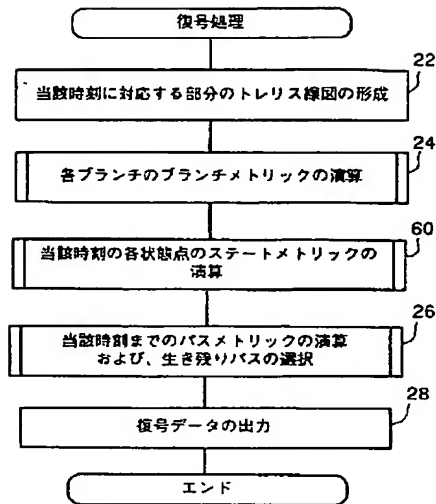 復号処理
22
当該時刻に対応する部分のトレリス線図の形成
24
各ブランチのブランチメトリックの演算
60
当該時刻の各状態点のステートメトリックの
演算
26
当該時刻までのパスメトリックの演算
および、生き残りパスの選択
28
復号データの出力
エンド